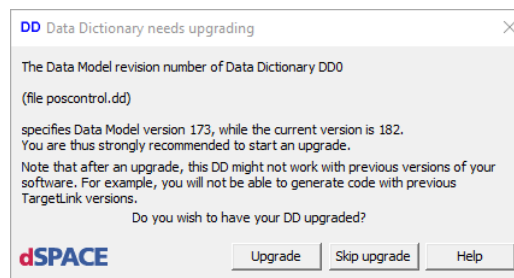 DD Data Dictionary needs upgrading
The Data Model revision number of Data Dictionary DD0
(file poscontrol.dd)
specifies Data Model version 173, while the current version is 182.
You are thus strongly recommended to start an upgrade.
Note that after an upgrade, this DD might not work with previous versions of your
software. For example, you will not be able to generate code with previous
TargetLink versions.
Do you wish to have your DD upgraded?
dSPACE Upgrade Skip upgrade Help